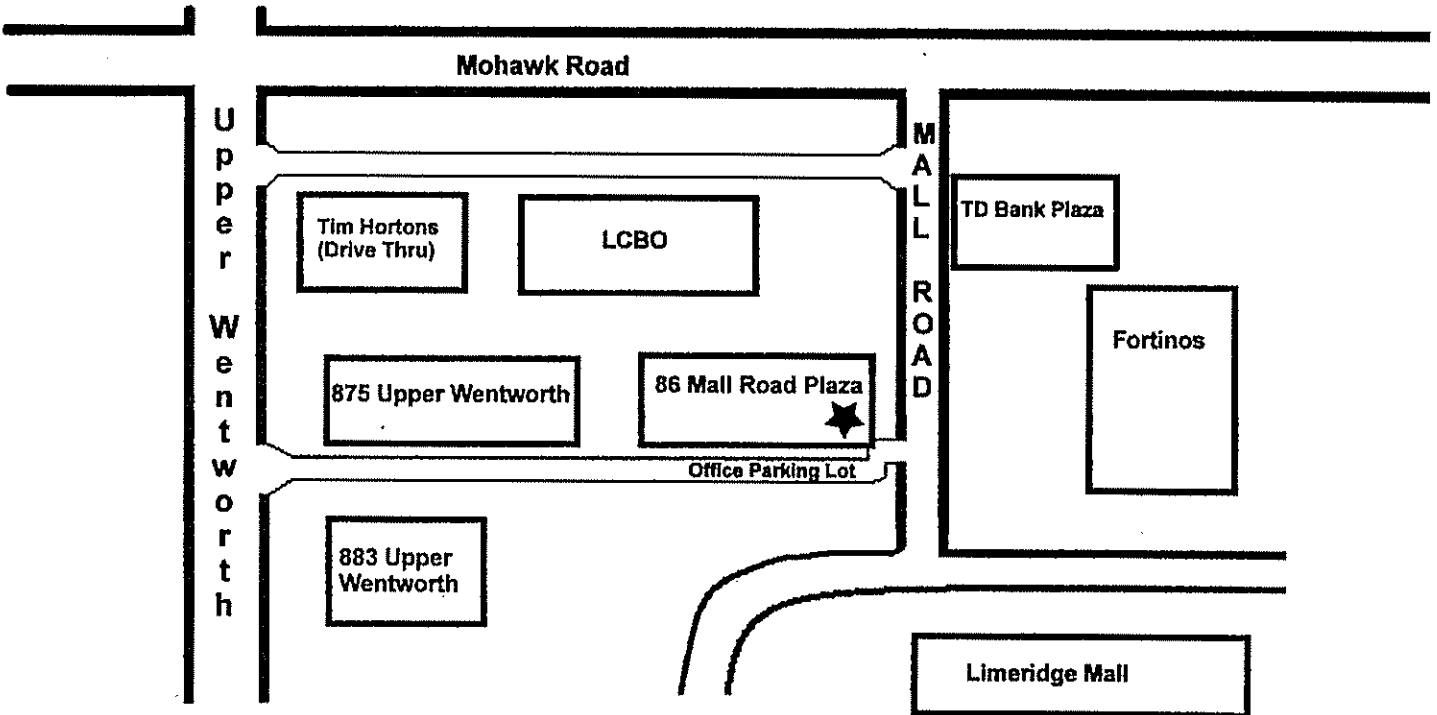 Mohawk Road
Upper Wentworth
MALL ROAD
Tim Hortons
(Drive Thru)
LCBO
TD Bank Plaza
Fortinos
875 Upper Wentworth
86 Mall Road Plaza
Office Parking Lot
883 Upper
Wentworth
Limeridge Mall